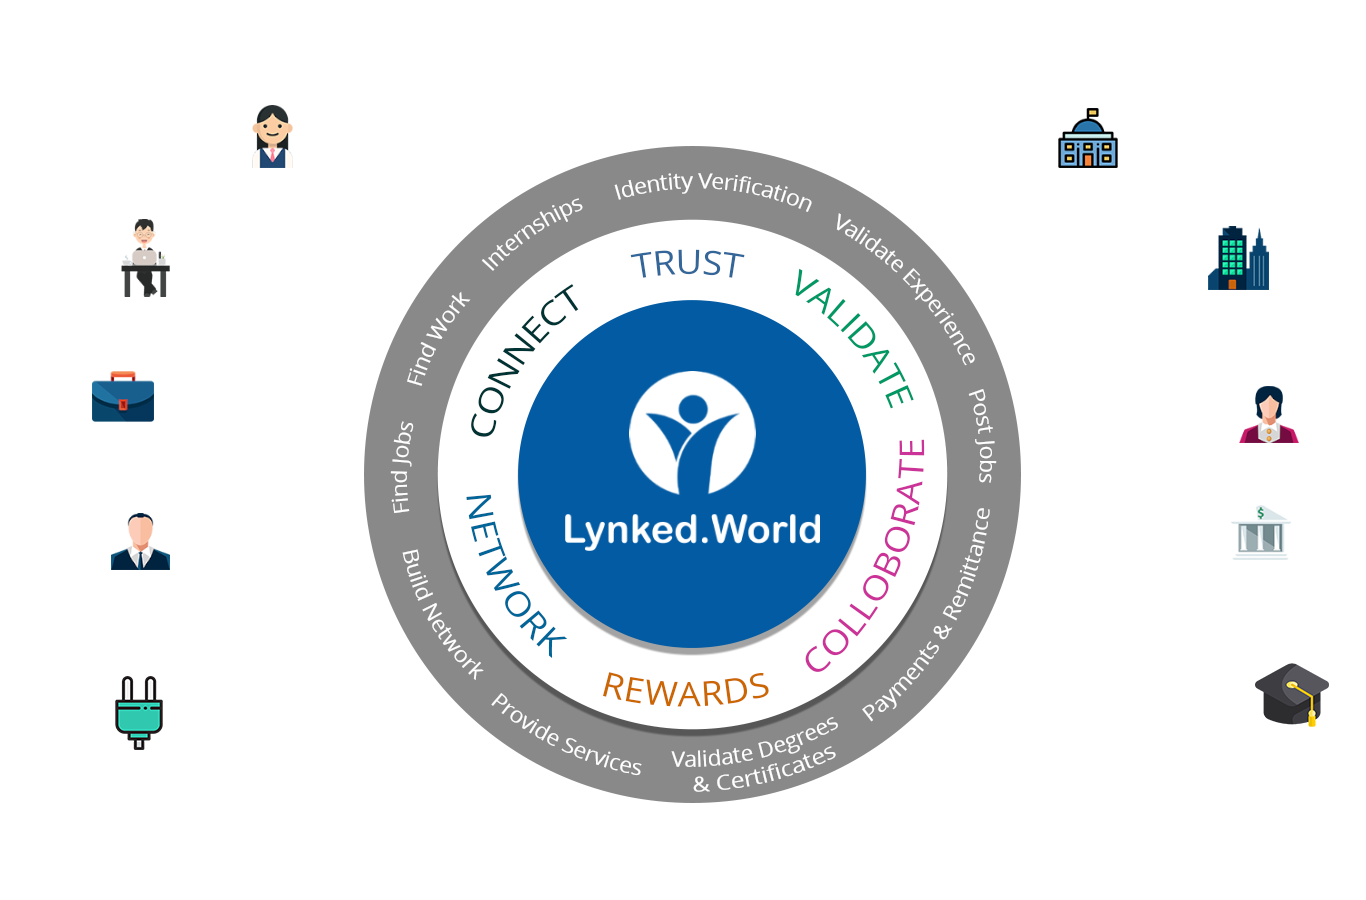 Identity Verification
Validate Experience
Post Jobs
Payments & Remittance
Validate Degrees
& Certificates
Provide Services
Build Network
Find Jobs
Find Work
Internships
TRUST
VALIDATE
COLLOBORATE
REWARDS
NETWORK
CONNECT
Lynked.World
$